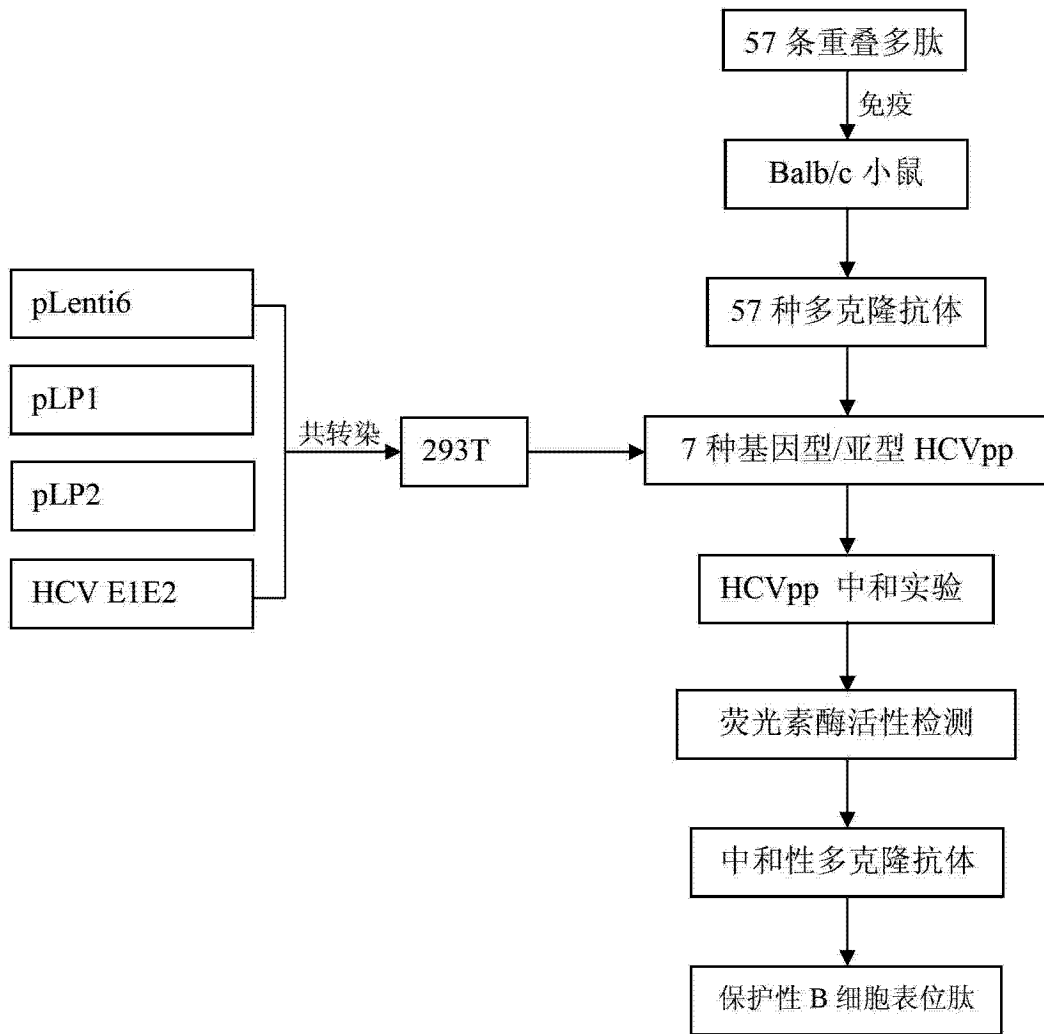 57 条重叠多肽
免疫
Balb/c 小鼠
57 种多克隆抗体
pLenti6
pLP1
pLP2
HCV E1E2
共转染
293T
7 种基因型/亚型 HCVpp
HCVpp 中和实验
荧光素酶活性检测
中和性多克隆抗体
保护性 B 细胞表位肽